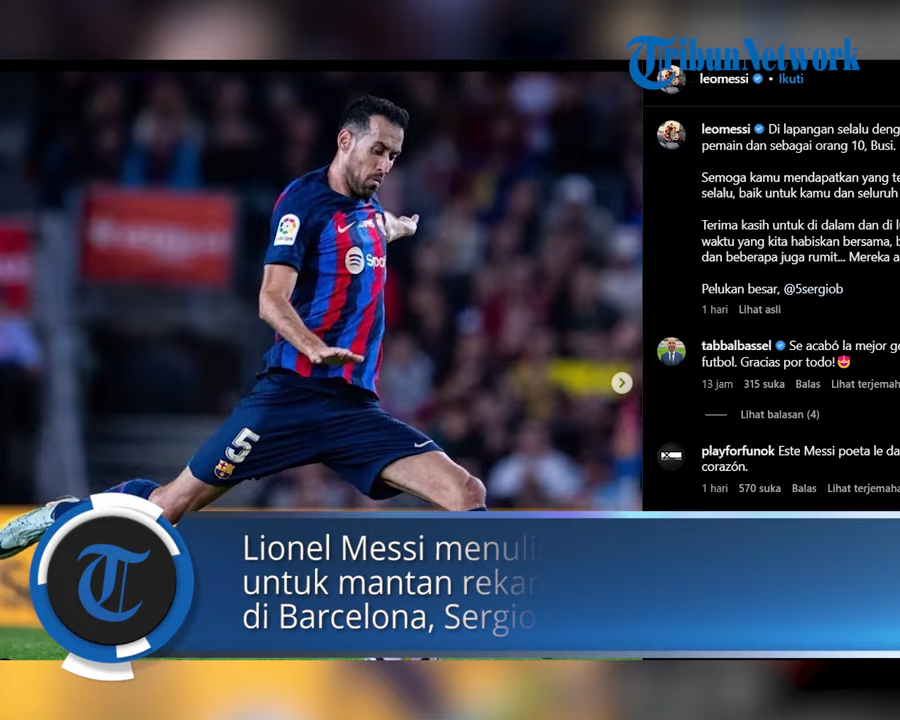 TribunNetwork
leomessi • Ikuti
leomessi Di lapangan selalu deng
pemain dan sebagai orang 10, Busi.
Semoga kamu mendapatkan yang te
selalu, baik untuk kamu dan seluruh
Terima kasih untuk di dalam dan di l
waktu yang kita habiskan bersama, b
dan beberapa juga rumit... Mereka a
Pelukan besar, @5sergiob
1 hari Lihat asli
tabbalbassel Se acabó la mejor ge
futbol. Gracias por todo!😍
13 jam 315 suka Balas Lihat terjemah
Lihat balasan (4)
playforfunok Este Messi poeta le da
corazón.
1 hari 570 suka Balas Lihat terjemaha
Spo
5
Lionel Messi menulis
untuk mantan rekan
di Barcelona, Sergio
T